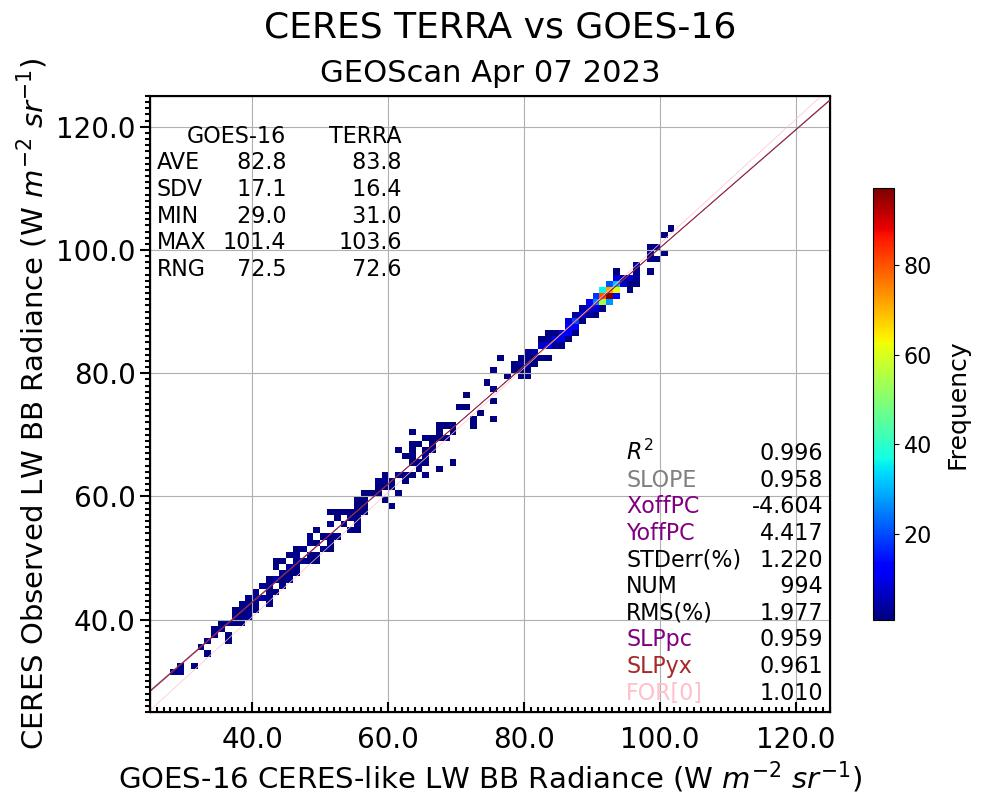 CERES TERRA vs GOES-16
GEOScan Apr 07 2023
GOES-16 TERRA
AVE 82.8 83.8
SDV 17.1 16.4
MIN 29.0 31.0
MAX 101.4 103.6
RNG 72.5 72.6
R² 0.996
SLOPE 0.958
XoffPC -4.604
YoffPC 4.417
STDerr(%) 1.220
NUM 994
RMS(%) 1.977
SLPpc 0.959
SLPyx 0.961
FOR[0] 1.010
CERES Observed LW BB Radiance (W m⁻² sr⁻¹)
120.0
100.0
80.0
60.0
40.0
40.0 60.0 80.0 100.0 120.0
GOES-16 CERES-like LW BB Radiance (W m⁻² sr⁻¹)
80
60
40
20
Frequency